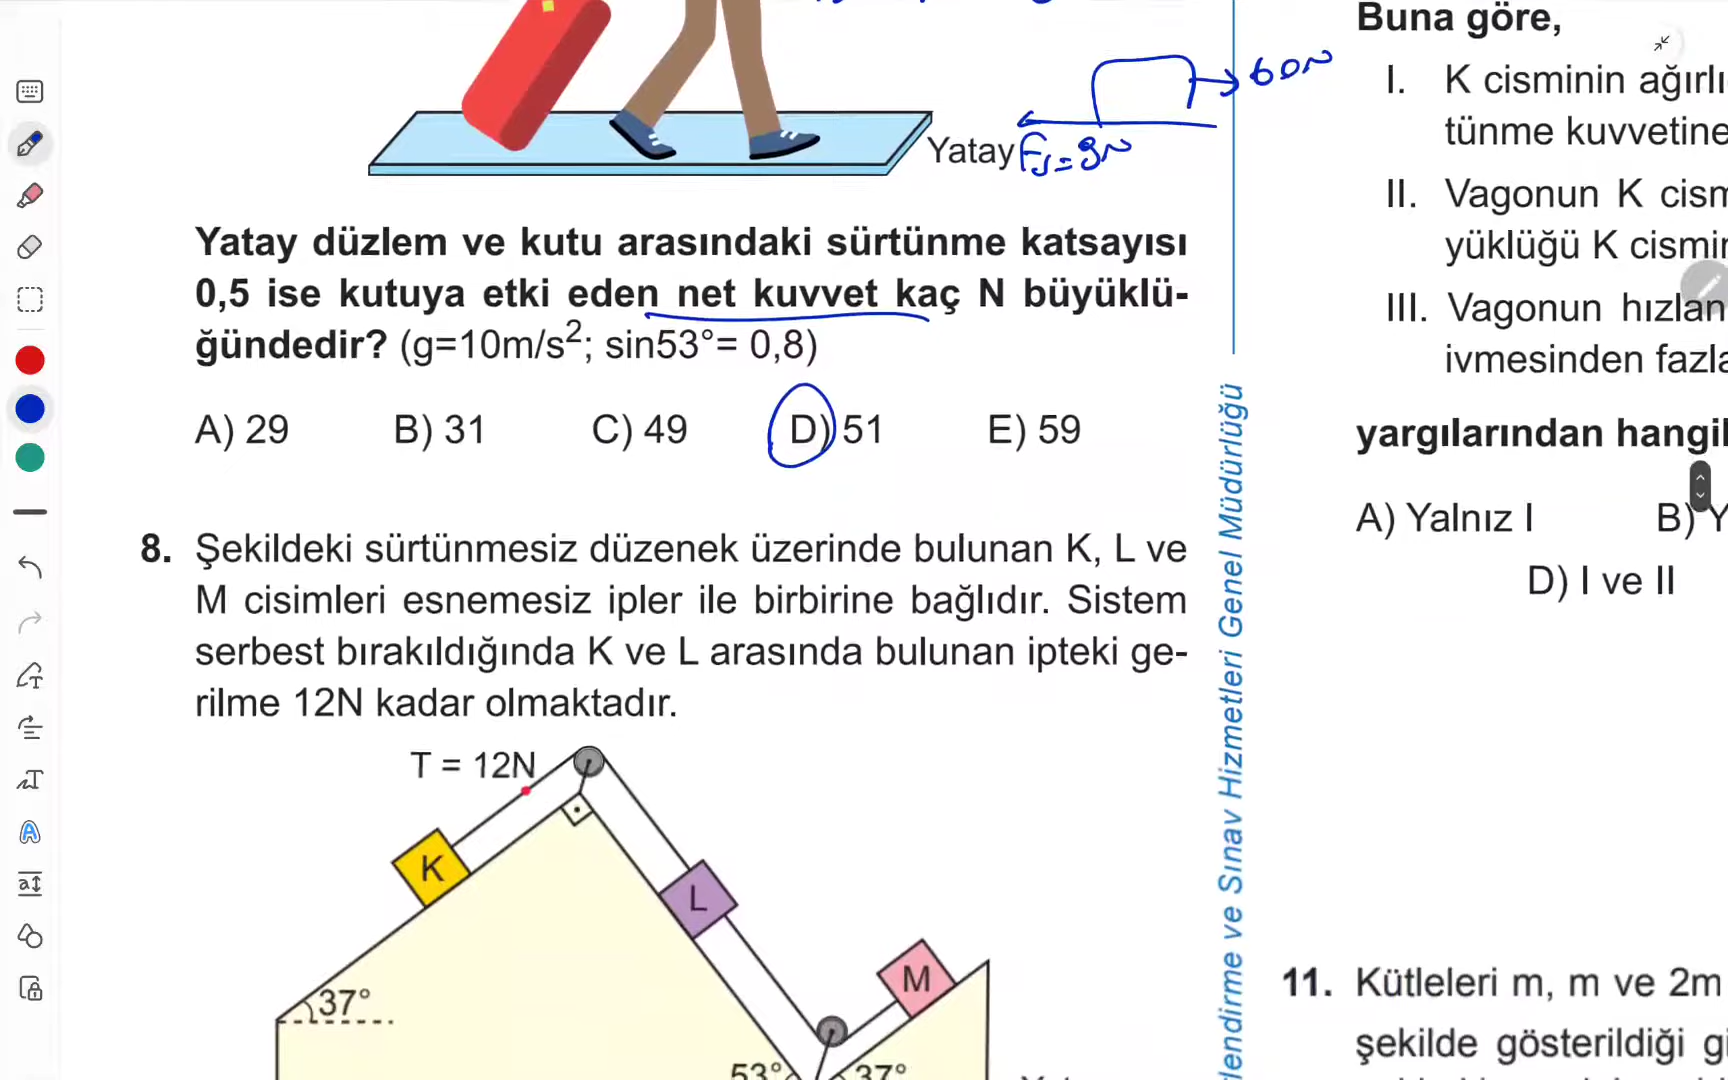 Yatay
Fs=9N
60N
Yatay düzlem ve kutu arasındaki sürtünme katsayısı
0,5 ise kutuya etki eden net kuvvet kaç N büyüklü-
ğündedir? (g=10m/s²; sin53°= 0,8)
A) 29 B) 31 C) 49 D) 51 E) 59
8. Şekildeki sürtünmesiz düzenek üzerinde bulunan K, L ve
M cisimleri esnemesiz ipler ile birbirine bağlıdır. Sistem
serbest bırakıldığında K ve L arasında bulunan ipteki ge-
rilme 12N kadar olmaktadır.
T = 12N
K
L
M
37°
53°
37°
lendirme ve Sınav Hizmetleri Genel Müdürlüğü
Buna göre,
I. K cisminin ağırlı
tünme kuvvetine
II. Vagonun K cisn
yüklüğü K cismin
III. Vagonun hızlan
ivmesinden fazla
yargılarından hangil
A) Yalnız I B) Y
D) I ve II
11. Kütleleri m, m ve 2m
şekilde gösterildiği gi